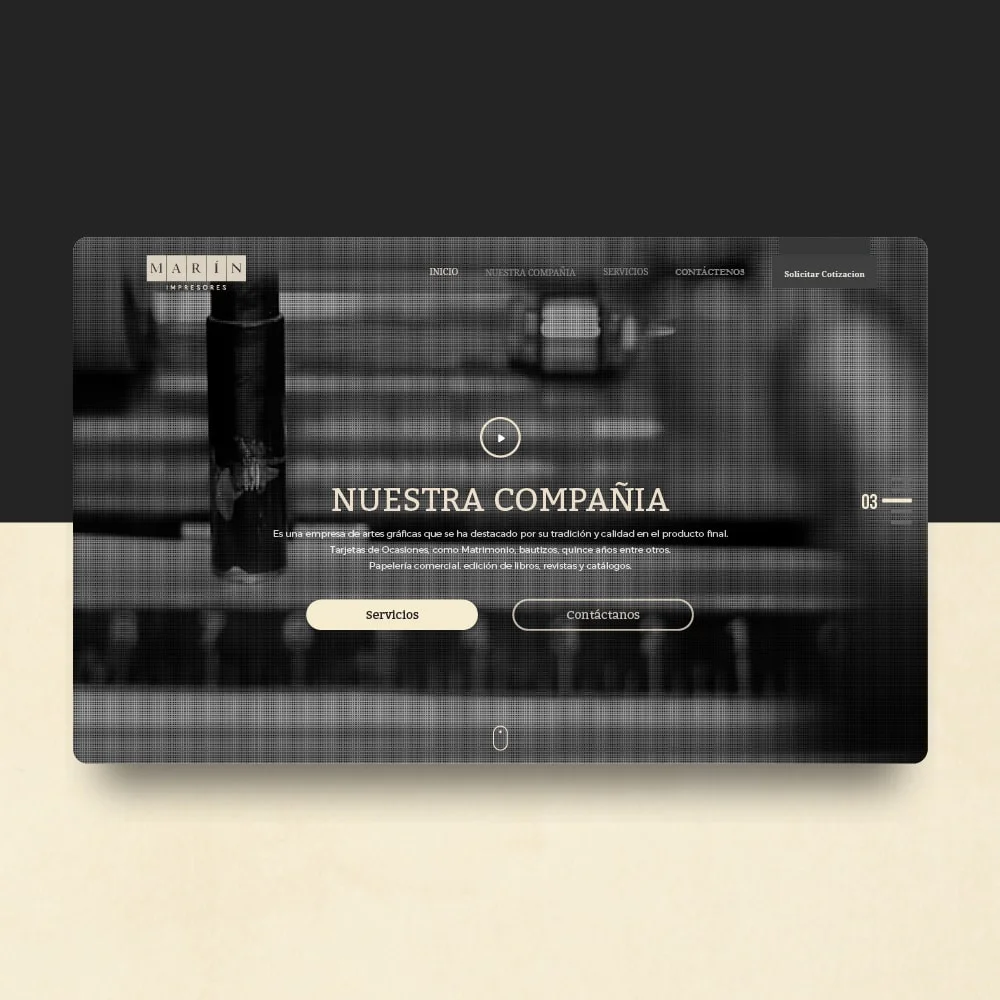 MARÍN
IMPRESORES
INICIO NUESTRA COMPAÑIA SERVICIOS CONTÁCTENOS Solicitar Cotizacion
NUESTRA COMPAÑIA
Es una empresa de artes gráficas que se ha destacado por su tradición y calidad en el producto final.
Tarjetas de Ocasiones, como Matrimonio, bautizos, quince años entre otros.
Papelería comercial. edición de libros, revistas y catálogos.
03
Servicios Contáctanos